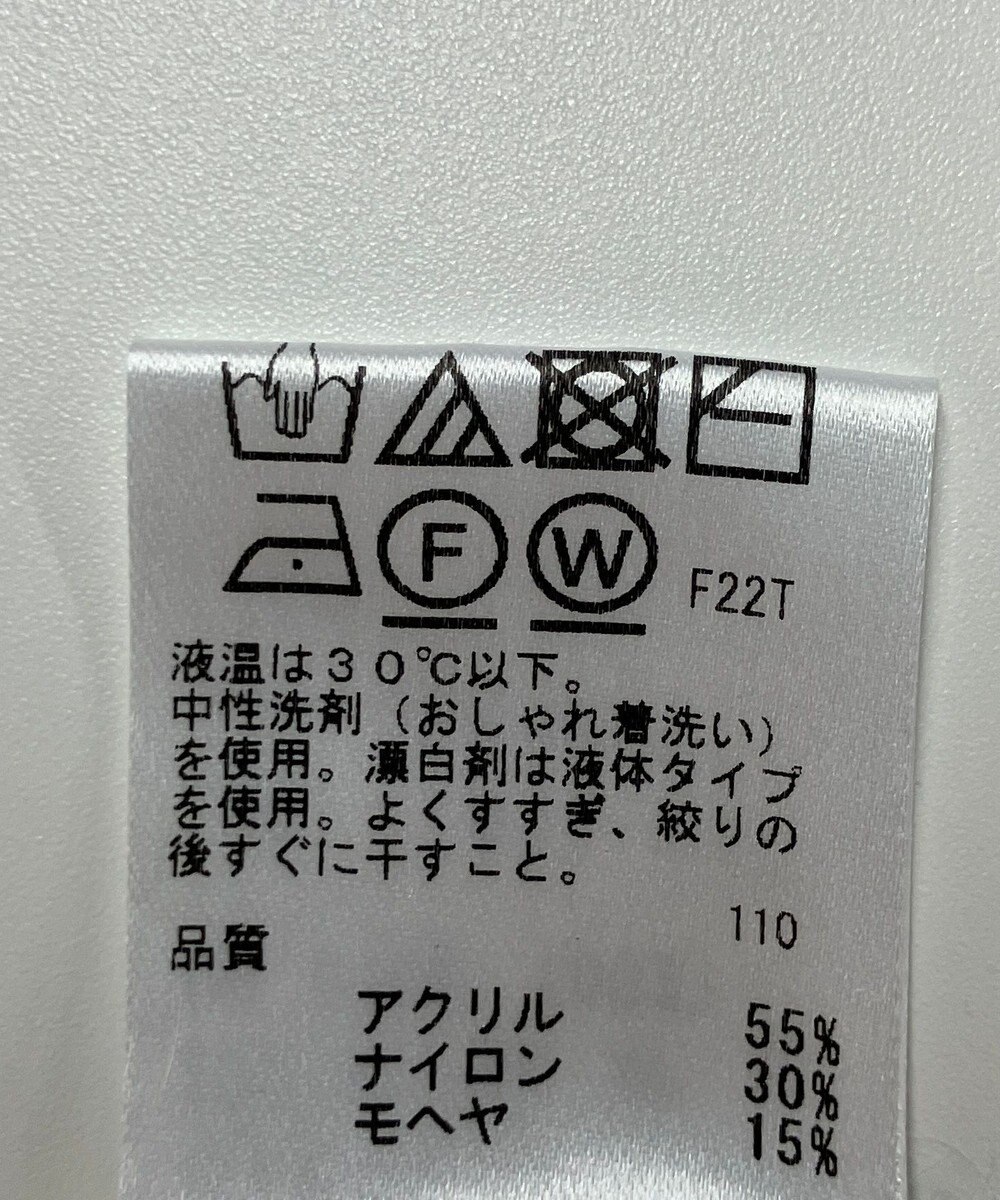 F W F22T
液温は30℃以下。
中性洗剤（おしゃれ着洗い）
を使用。漂白剤は液体タイプ
を使用。よくすすぎ、絞りの
後すぐに干すこと。
110
品質
アクリル 55%
ナイロン 30%
モヘヤ 15%